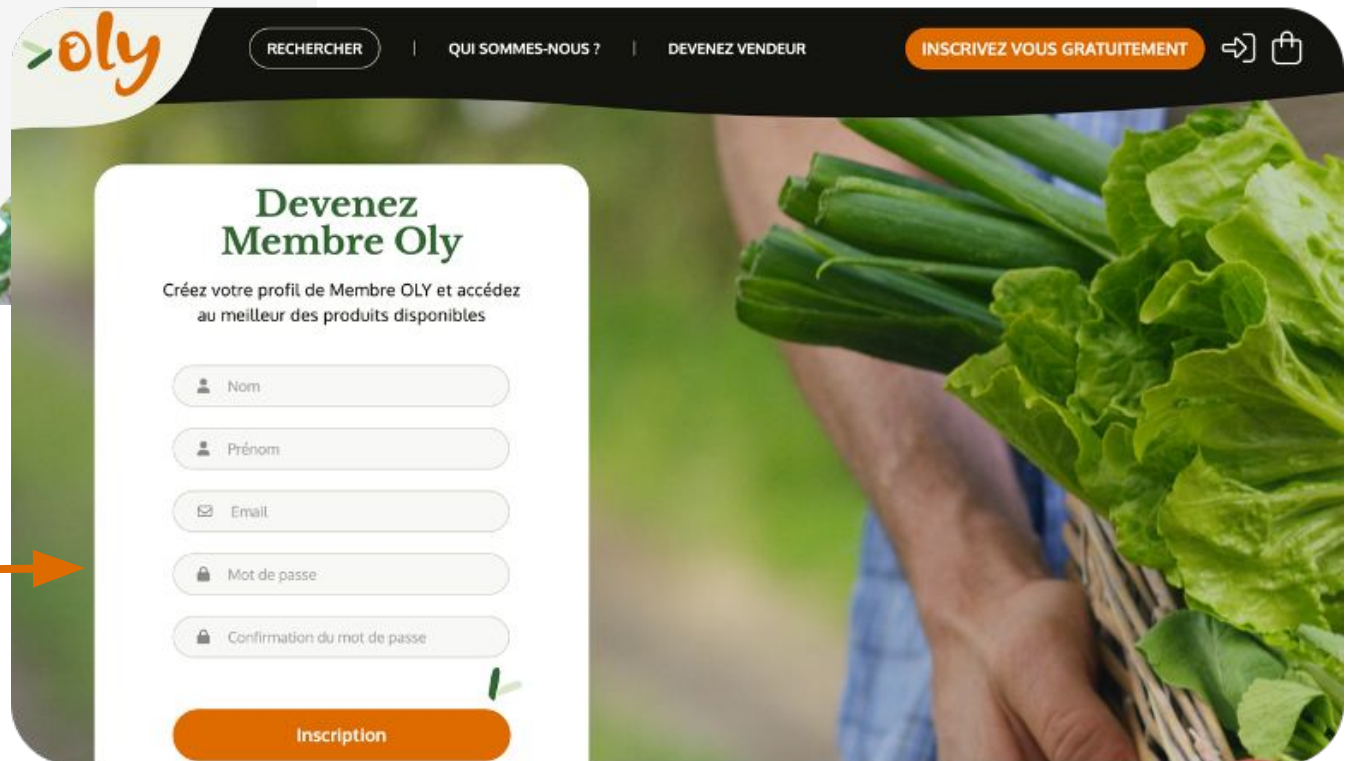 oly
RECHERCHER | QUI SOMMES-NOUS ? | DEVENEZ VENDEUR
INSCRIVEZ VOUS GRATUITEMENT
Devenez
Membre Oly
Créez votre profil de Membre OLY et accédez
au meilleur des produits disponibles
Nom
Prénom
Email
Mot de passe
Confirmation du mot de passe
Inscription